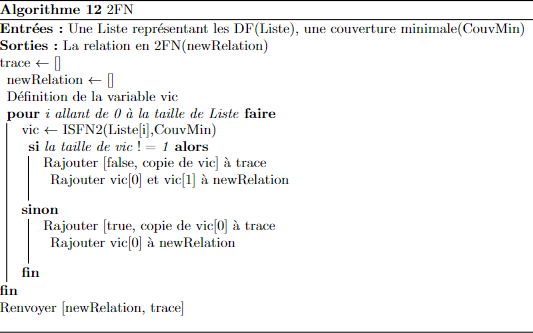 Algorithme 12 2FN
Entrées : Une Liste représentant les DF(Liste), une couverture minimale(CouvMin)
Sorties : La relation en 2FN(newRelation)
trace ← []
newRelation ← []
Définition de la variable vic
pour i allant de 0 à la taille de Liste faire
vic ← ISFN2(Liste[i],CouvMin)
si la taille de vic ! = 1 alors
Rajouter [false, copie de vic] à trace
Rajouter vic[0] et vic[1] à newRelation
sinon
Rajouter [true, copie de vic[0] à trace
Rajouter vic[0] à newRelation
fin
fin
Renvoyer [newRelation, trace]